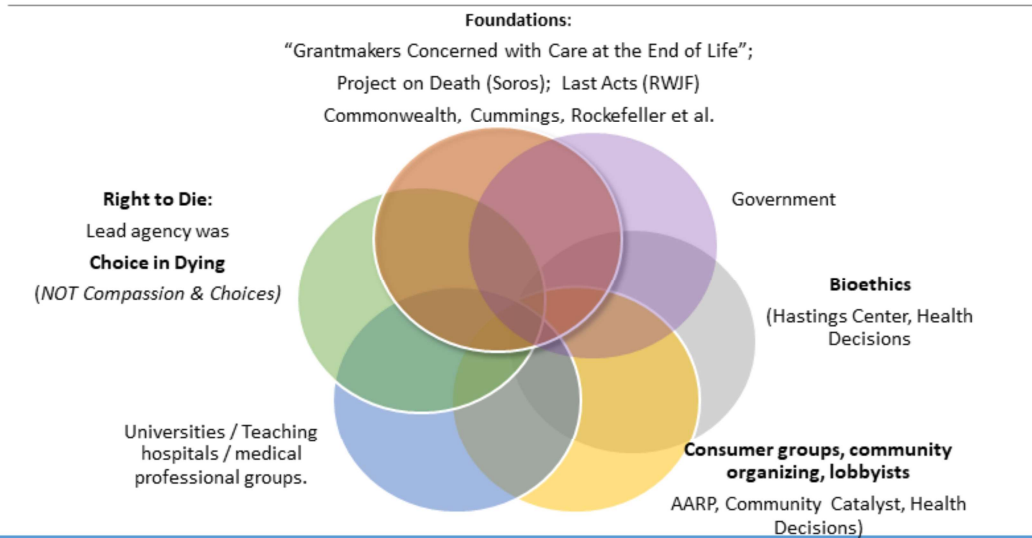 Foundations:
“Grantmakers Concerned with Care at the End of Life”;
Project on Death (Soros); Last Acts (RWJF)
Commonwealth, Cummings, Rockefeller et al.
Right to Die:
Lead agency was
Choice in Dying
(NOT Compassion & Choices)
Government
Bioethics
(Hastings Center, Health
Decisions
Universities / Teaching
hospitals / medical
professional groups.
Consumer groups, community
organizing, lobbyists
AARP, Community Catalyst, Health
Decisions)